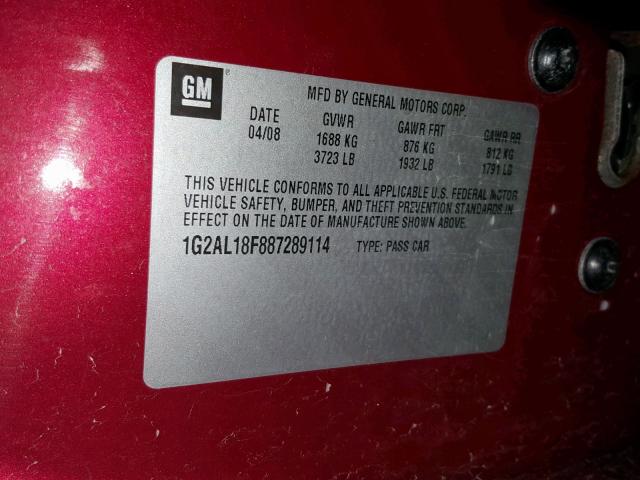 GM ®
MFD BY GENERAL MOTORS CORP.
DATE GVWR GAWR FRT GAWR RR
04/08 1688 KG 876 KG 812 KG
3723 LB 1932 LB 1791 LB
THIS VEHICLE CONFORMS TO ALL APPLICABLE U.S. FEDERAL MOTOR
VEHICLE SAFETY, BUMPER, AND THEFT PREVENTION STANDARDS IN
EFFECT ON THE DATE OF MANUFACTURE SHOWN ABOVE.
1G2AL18F887289114 TYPE: PASS CAR